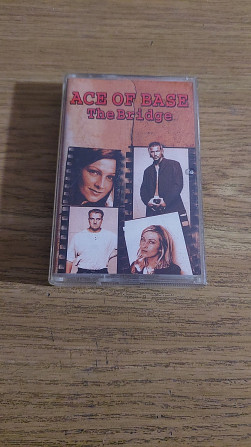 ACE OF BASE
The Bridge